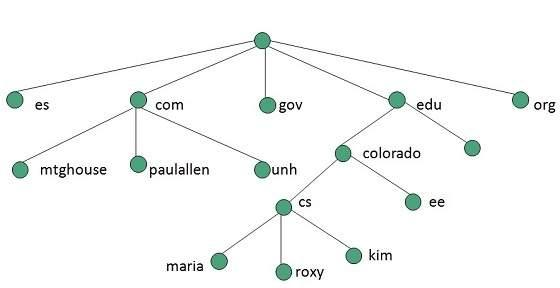 es
com
gov
edu
org
mtghouse
paulallen
unh
colorado
cs
ee
maria
roxy
kim